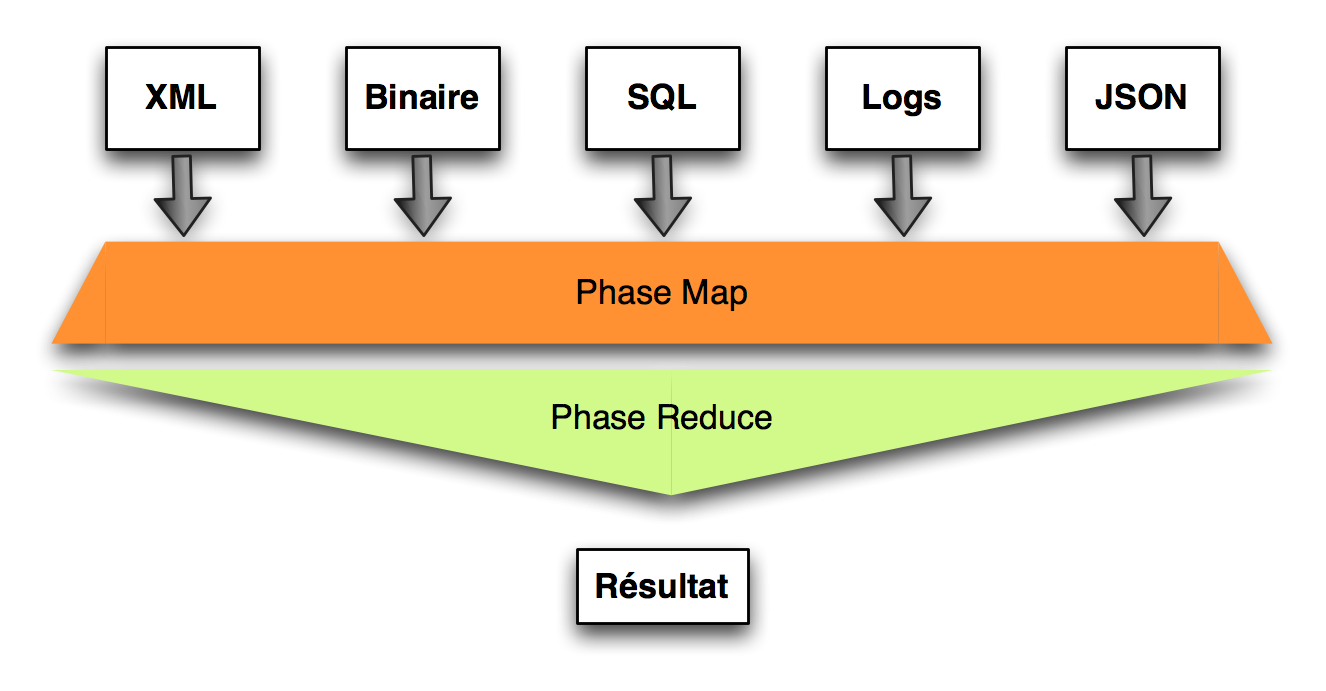 XML
Binaire
SQL
Logs
JSON
Phase Map
Phase Reduce
Résultat